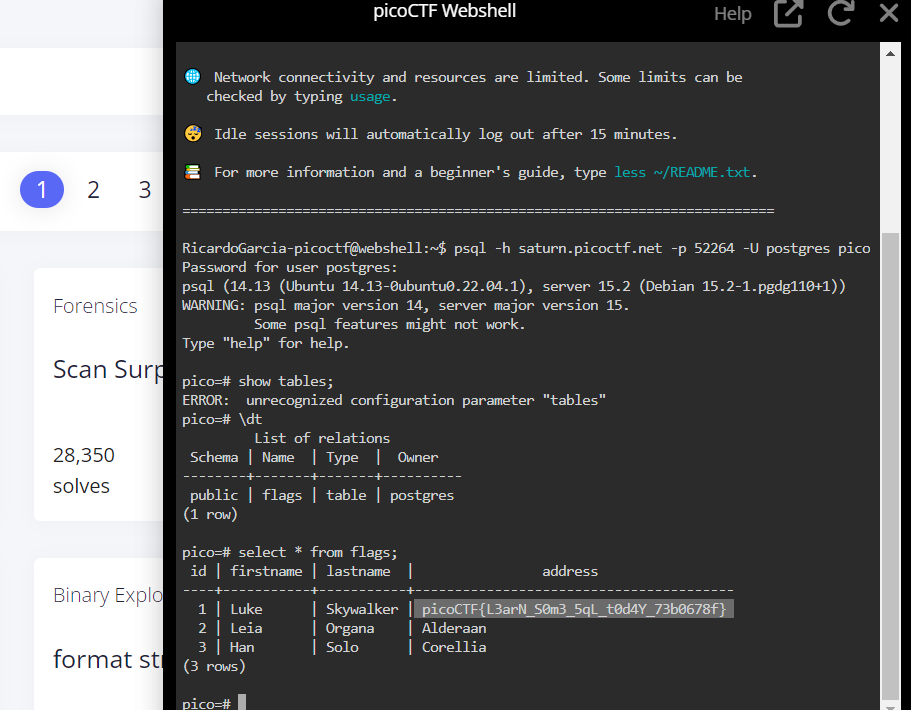 picoCTF Webshell
Help
Network connectivity and resources are limited. Some limits can be
checked by typing usage.
Idle sessions will automatically log out after 15 minutes.
For more information and a beginner's guide, type less ~/README.txt.
==========================================================================
RicardoGarcia-picoctf@webshell:~$ psql -h saturn.picoctf.net -p 52264 -U postgres pico
Password for user postgres:
psql (14.13 (Ubuntu 14.13-0ubuntu0.22.04.1), server 15.2 (Debian 15.2-1.pgdg110+1))
WARNING: psql major version 14, server major version 15.
         Some psql features might not work.
Type "help" for help.
pico=# show tables;
ERROR:  unrecognized configuration parameter "tables"
pico=# \dt
         List of relations
 Schema | Name  | Type  |  Owner
--------+-------+-------+----------
 public | flags | table | postgres
(1 row)
pico=# select * from flags;
 id | firstname | lastname  |                address
----+-----------+-----------+----------------------------------------
  1 | Luke      | Skywalker | picoCTF{L3arN_S0m3_5qL_t0d4Y_73b0678f}
  2 | Leia      | Organa    | Alderaan
  3 | Han       | Solo      | Corellia
(3 rows)
pico=#
1 2 3
Forensics
Scan Surp
28,350
solves
Binary Explo
format str